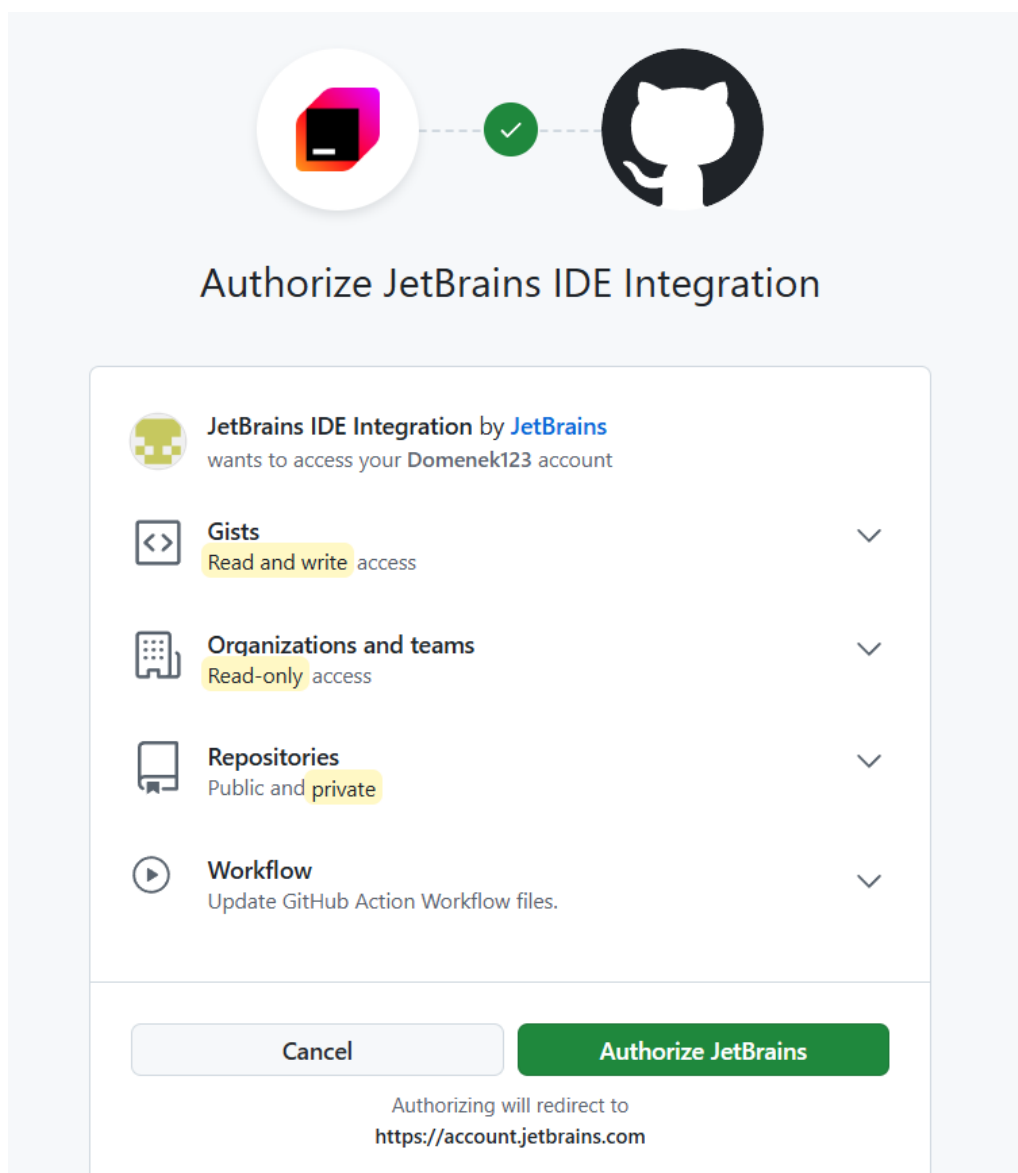 Authorize JetBrains IDE Integration
JetBrains IDE Integration by JetBrains
wants to access your Domenek123 account
Gists
Read and write access
Organizations and teams
Read-only access
Repositories
Public and private
Workflow
Update GitHub Action Workflow files.
Cancel
Authorize JetBrains
Authorizing will redirect to
https://account.jetbrains.com